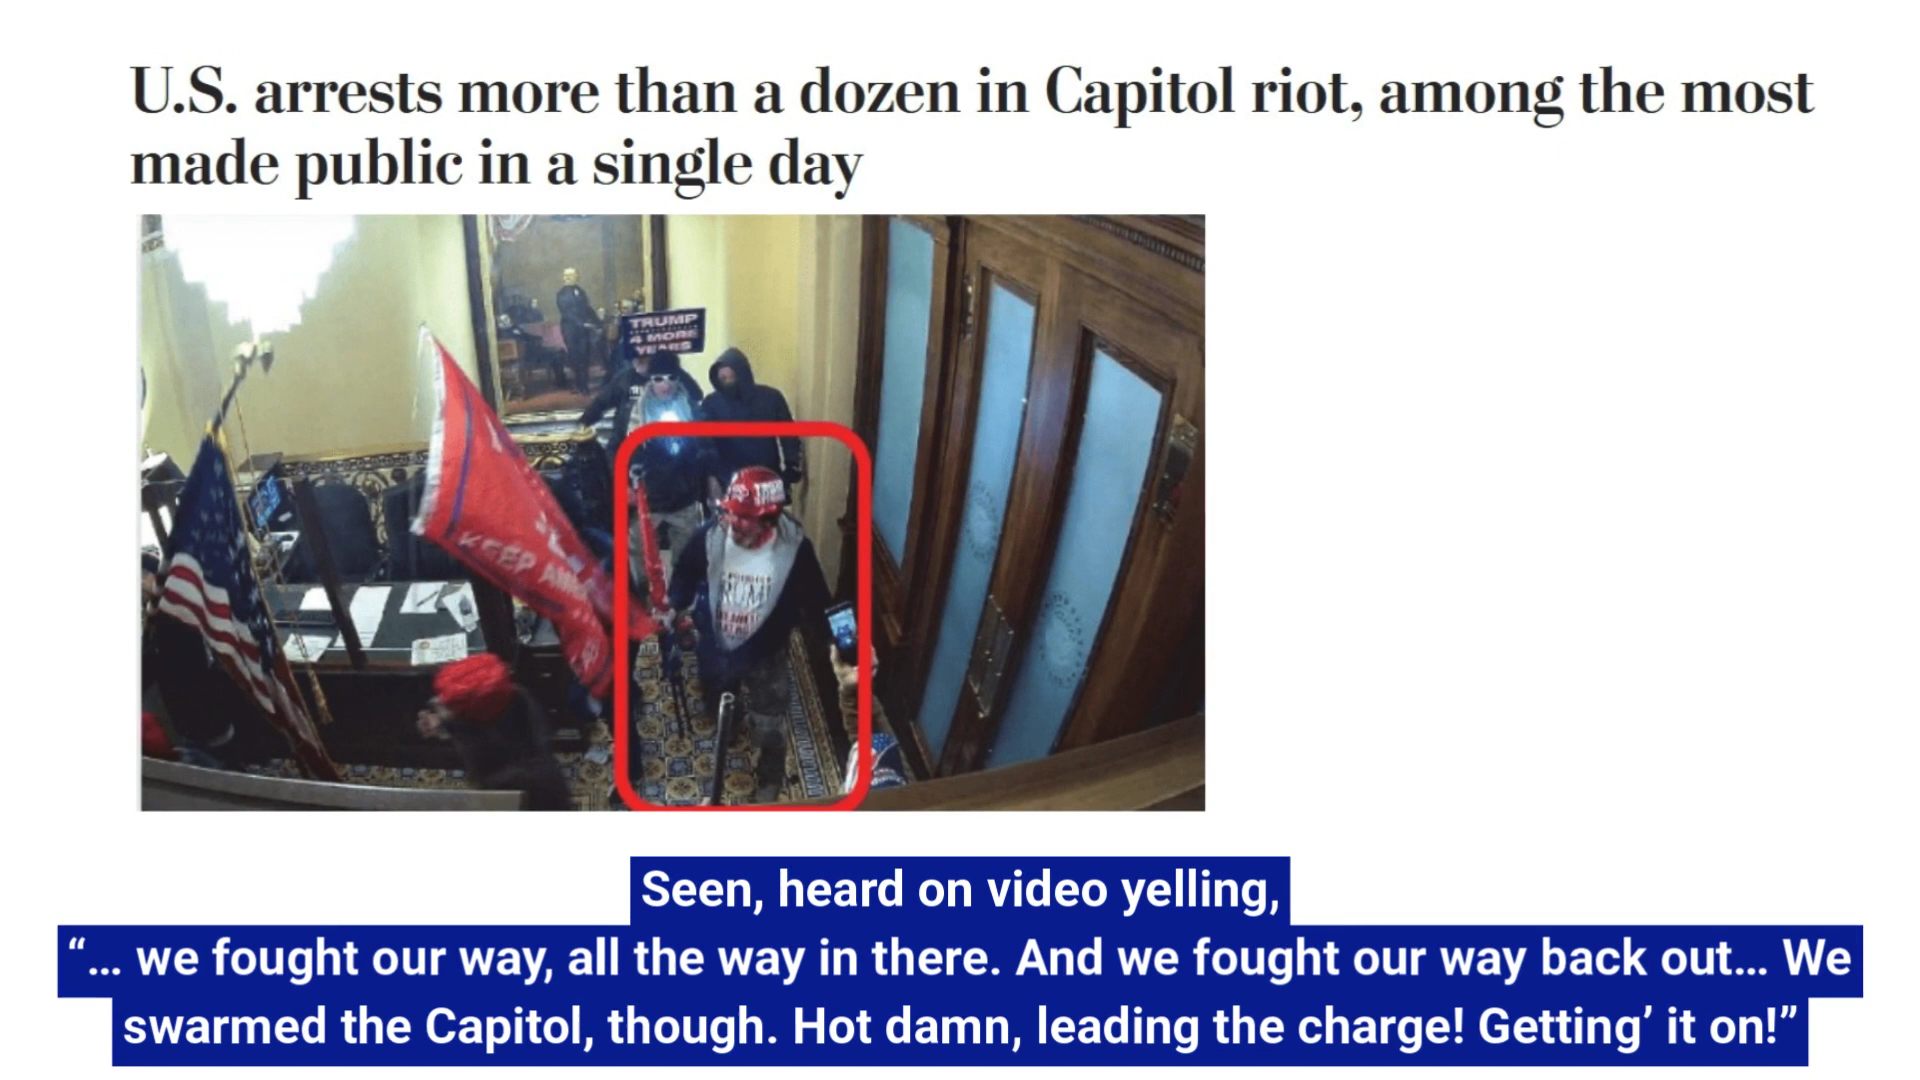 U.S. arrests more than a dozen in Capitol riot, among the most
made public in a single day
TRUMP
4 MORE
YEARS
TRUMP
KEEP
Seen, heard on video yelling,
“... we fought our way, all the way in there. And we fought our way back out... We
swarmed the Capitol, though. Hot damn, leading the charge! Getting’ it on!”